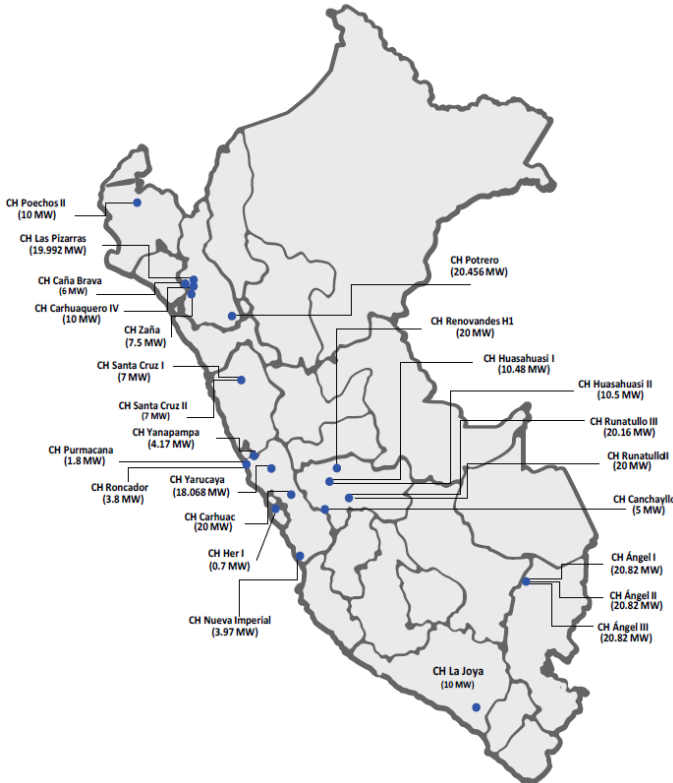 CH Poechos II
(10 MW)
CH Las Pizarras
(19.992 MW)
CH Caña Brava
(6 MW)
CH Carhuaquero IV
(10 MW)
CH Zaña
(7.5 MW)
CH Santa Cruz I
(7 MW)
CH Santa Cruz II
(7 MW)
CH Yanapampa
(4.17 MW)
CH Purmacana
(1.8 MW)
CH Roncador
(3.8 MW)
CH Yarucaya
(18.068 MW)
CH Carhuac
(20 MW)
CH Her I
(0.7 MW)
CH Nueva Imperial
(3.97 MW)
CH Potrero
(20.456 MW)
CH Renovandes H1
(20 MW)
CH Huasahuasi I
(10.48 MW)
CH Huasahuasi II
(10.5 MW)
CH Runatullo III
(20.16 MW)
CH RunatulloII
(20 MW)
CH Canchayllo
(5 MW)
CH Ángel I
(20.82 MW)
CH Ángel II
(20.82 MW)
CH Ángel III
(20.82 MW)
CH La Joya
(10 MW)